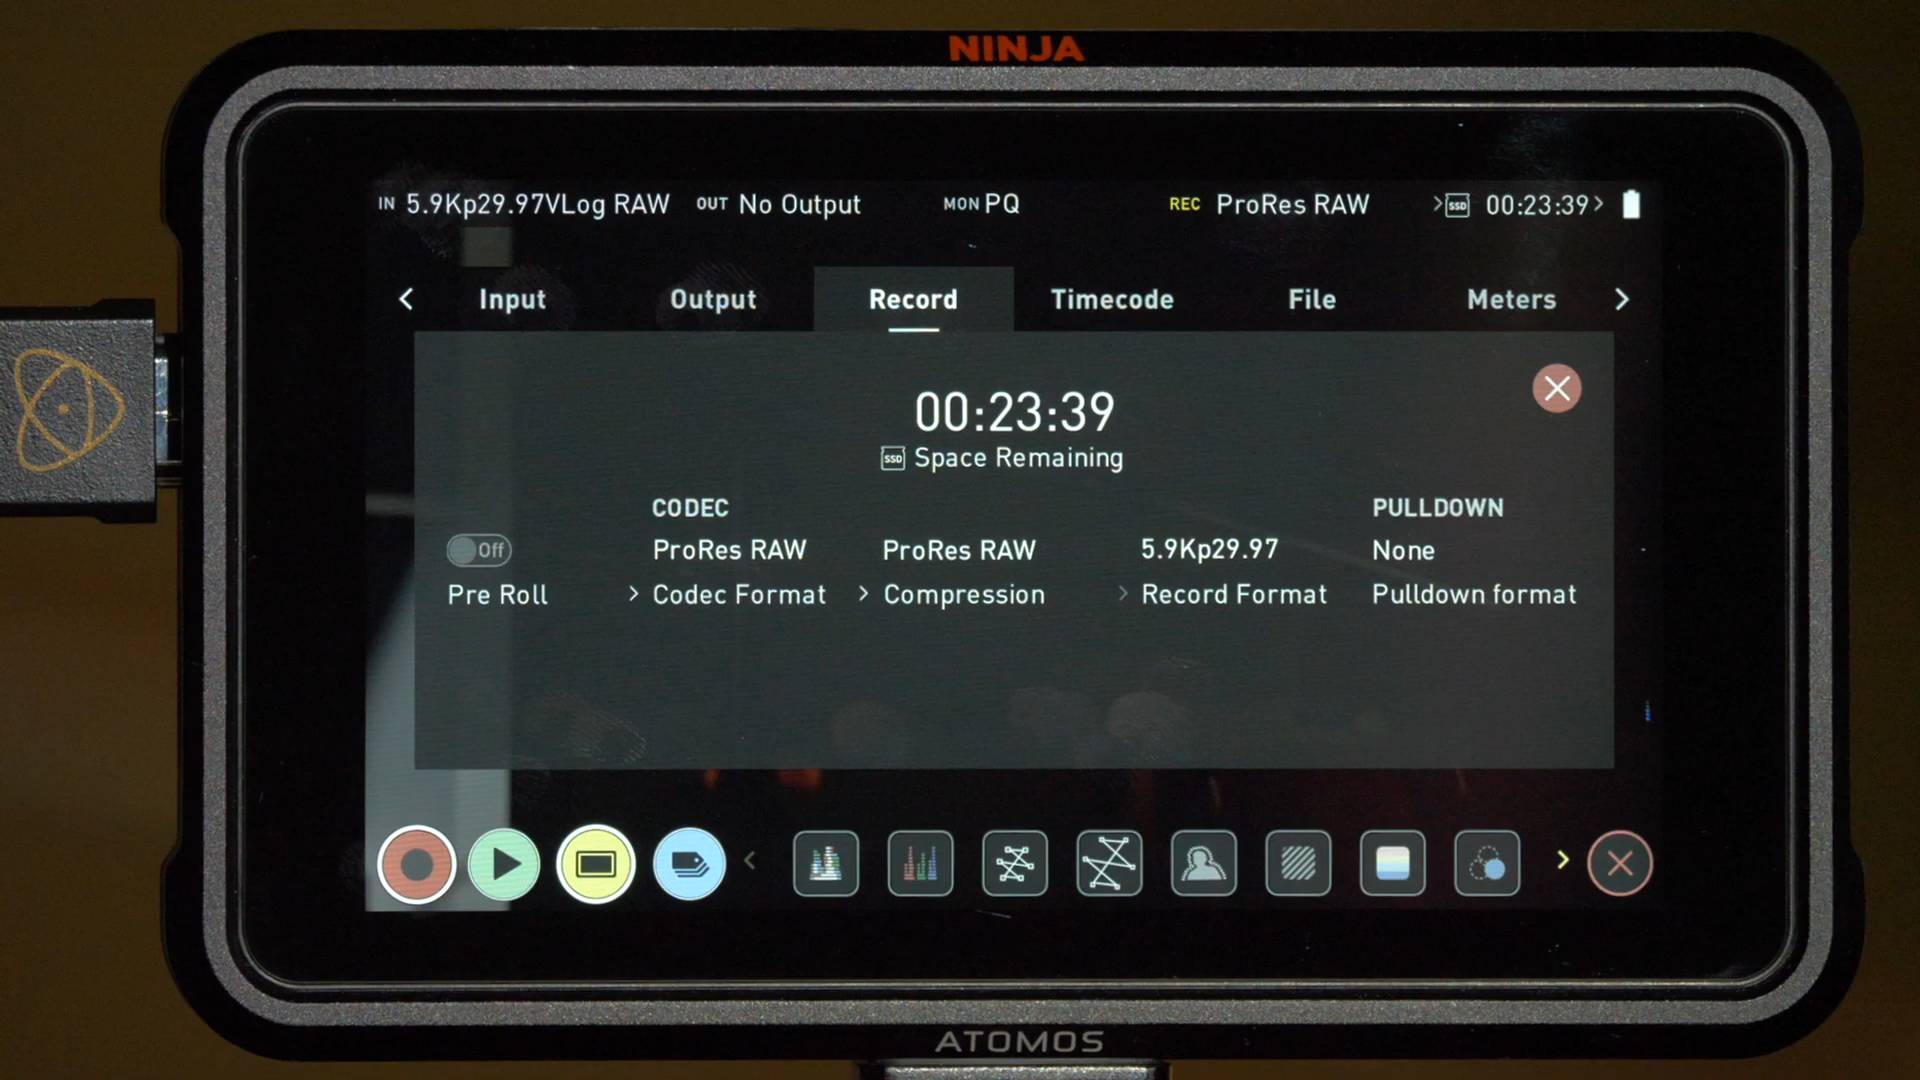 NINJA
IN 5.9Kp29.97VLog RAW OUT No Output MON PQ REC ProRes RAW SSD 00:23:39
Input Output Record Timecode File Meters
00:23:39
SSD Space Remaining
CODEC PULLDOWN
Off ProRes RAW ProRes RAW 5.9Kp29.97 None
Pre Roll > Codec Format > Compression > Record Format Pulldown format
ATOMOS